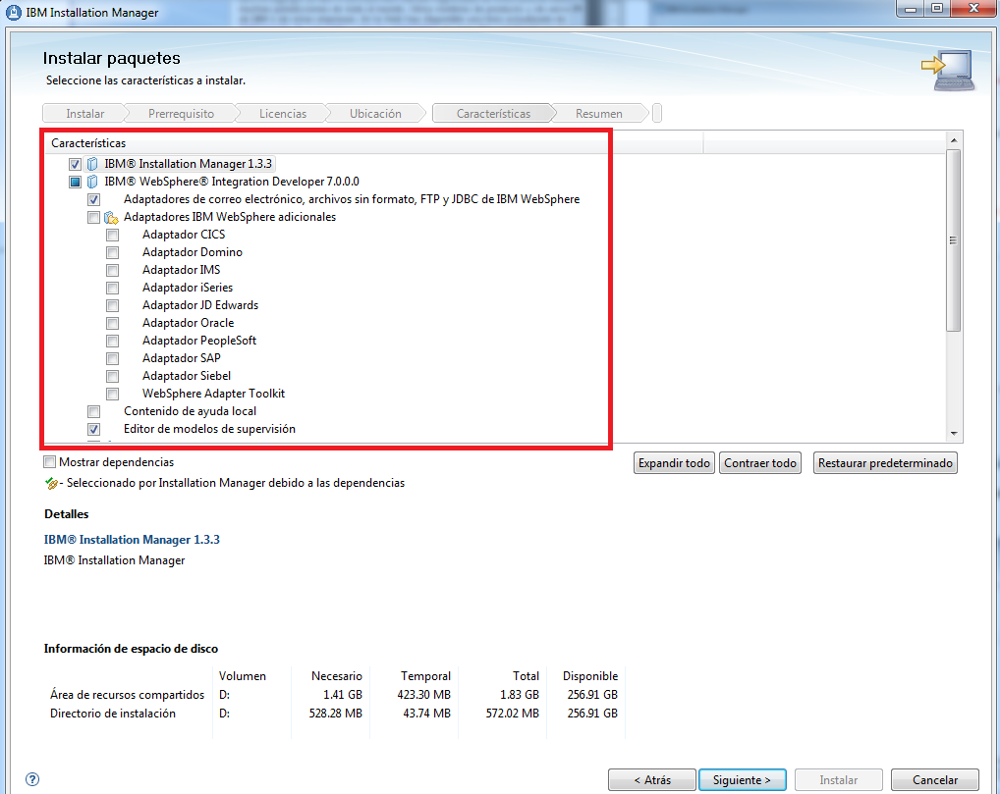 IBM Installation Manager
Instalar paquetes
Seleccione las características a instalar.
Instalar
Prerrequisito
Licencias
Ubicación
Características
Resumen
Características
IBM® Installation Manager 1.3.3
IBM® WebSphere® Integration Developer 7.0.0.0
Adaptadores de correo electrónico, archivos sin formato, FTP y JDBC de IBM WebSphere
Adaptadores IBM WebSphere adicionales
Adaptador CICS
Adaptador Domino
Adaptador IMS
Adaptador iSeries
Adaptador JD Edwards
Adaptador Oracle
Adaptador PeopleSoft
Adaptador SAP
Adaptador Siebel
WebSphere Adapter Toolkit
Contenido de ayuda local
Editor de modelos de supervisión
Mostrar dependencias
Expandir todo
Contraer todo
Restaurar predeterminado
- Seleccionado por Installation Manager debido a las dependencias
Detalles
IBM® Installation Manager 1.3.3
IBM® Installation Manager
Información de espacio de disco
Volumen Necesario Temporal Total Disponible
Área de recursos compartidos D: 1.41 GB 423.30 MB 1.83 GB 256.91 GB
Directorio de instalación D: 528.28 MB 43.74 MB 572.02 MB 256.91 GB
?
< Atrás
Siguiente >
Instalar
Cancelar